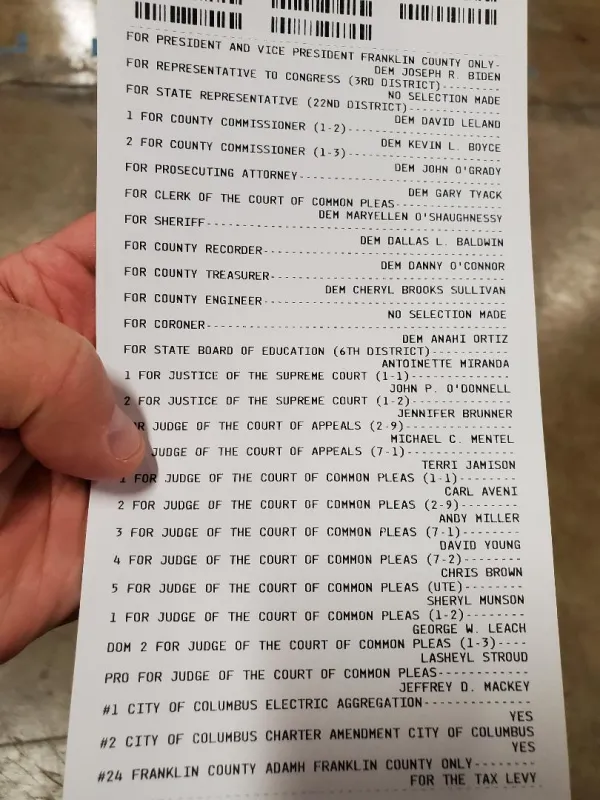 FOR PRESIDENT AND VICE PRESIDENT FRANKLIN COUNTY ONLY-
DEM JOSEPH R. BIDEN
FOR REPRESENTATIVE TO CONGRESS (3RD DISTRICT)
NO SELECTION MADE
FOR STATE REPRESENTATIVE (22ND DISTRICT)
DEM DAVID LELAND
1 FOR COUNTY COMMISSIONER (1-2)
DEM KEVIN L. BOYCE
2 FOR COUNTY COMMISSIONER (1-3)
DEM JOHN O'GRADY
FOR PROSECUTING ATTORNEY
DEM GARY TYACK
FOR CLERK OF THE COURT OF COMMON PLEAS
DEM MARYELLEN O'SHAUGHNESSY
FOR SHERIFF
DEM DALLAS L. BALDWIN
FOR COUNTY RECORDER
DEM DANNY O'CONNOR
FOR COUNTY TREASURER
DEM CHERYL BROOKS SULLIVAN
FOR COUNTY ENGINEER
NO SELECTION MADE
FOR CORONER
DEM ANAHI ORTIZ
FOR STATE BOARD OF EDUCATION (6TH DISTRICT)
ANTOINETTE MIRANDA
1 FOR JUSTICE OF THE SUPREME COURT (1-1)
JOHN P. O'DONNELL
2 FOR JUSTICE OF THE SUPREME COURT (1-2)
JENNIFER BRUNNER
JUDGE OF THE COURT OF APPEALS (2-9)
MICHAEL C. MENTEL
JUDGE OF THE COURT OF APPEALS (7-1)
TERRI JAMISON
1 FOR JUDGE OF THE COURT OF COMMON PLEAS (1-1)
CARL AVENI
2 FOR JUDGE OF THE COURT OF COMMON PLEAS (2-9)
ANDY MILLER
3 FOR JUDGE OF THE COURT OF COMMON PLEAS (7-1)
DAVID YOUNG
4 FOR JUDGE OF THE COURT OF COMMON PLEAS (7-2)
CHRIS BROWN
5 FOR JUDGE OF THE COURT OF COMMON PLEAS (UTE)
SHERYL MUNSON
1 FOR JUDGE OF THE COURT OF COMMON PLEAS (1-2)
GEORGE W. LEACH
DOM 2 FOR JUDGE OF THE COURT OF COMMON PLEAS (1-3)
LASHEYL STROUD
PRO FOR JUDGE OF THE COURT OF COMMON PLEAS
JEFFREY D. MACKEY
#1 CITY OF COLUMBUS ELECTRIC AGGREGATION
YES
#2 CITY OF COLUMBUS CHARTER AMENDMENT CITY OF COLUMBUS
YES
#24 FRANKLIN COUNTY ADAMH FRANKLIN COUNTY ONLY
FOR THE TAX LEVY